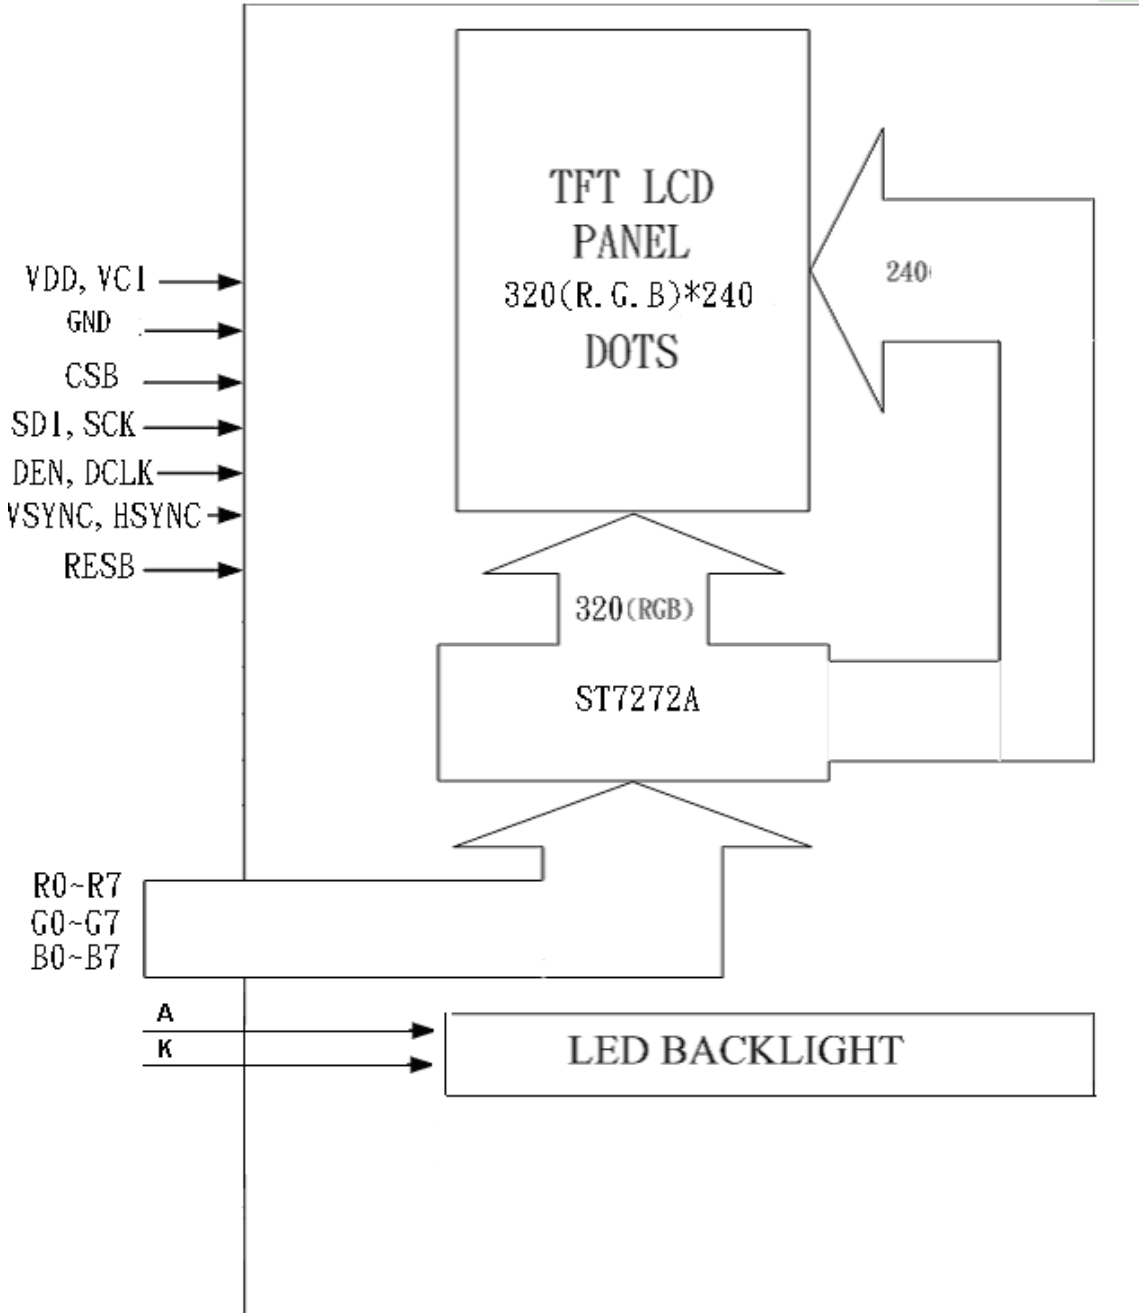 TFT LCD
PANEL
320(R.G.B)*240
DOTS
240(
VDD, VCI
GND
CSB
SDI, SCK
DEN, DCLK
VSYNC, HSYNC
RESB
320(RGB)
ST7272A
R0~R7
G0~G7
B0~B7
A
K
LED BACKLIGHT